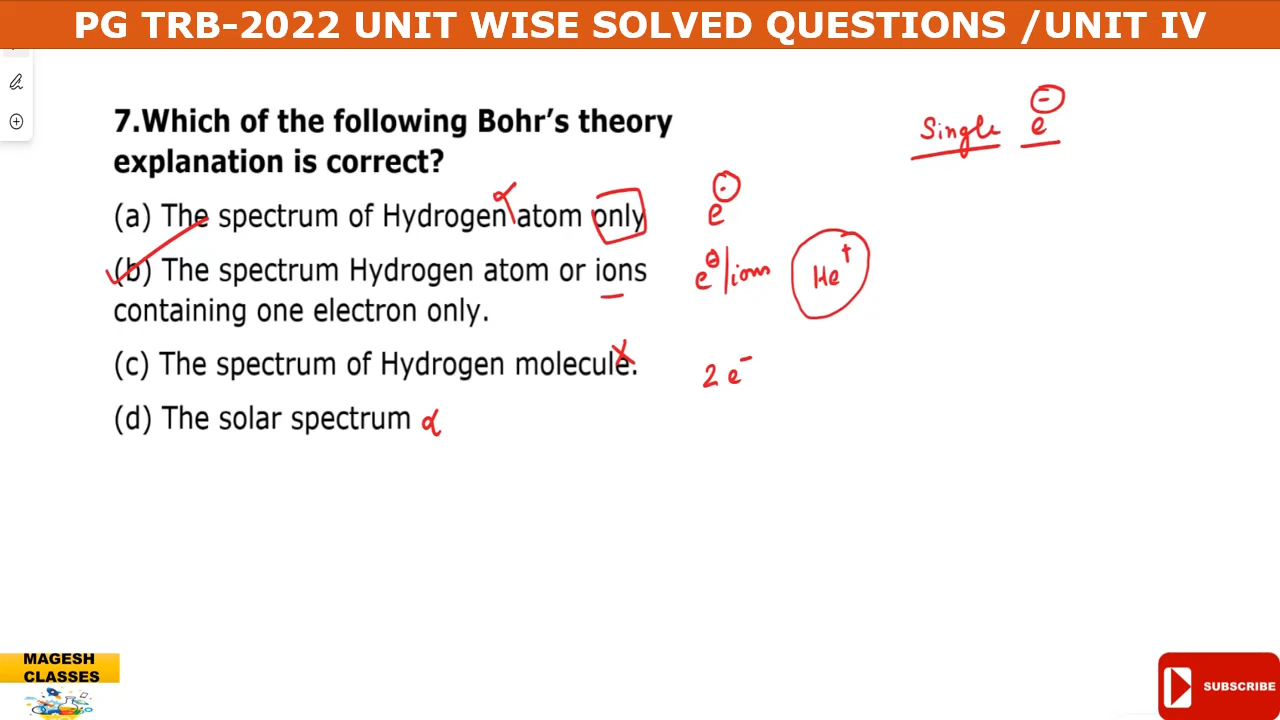 PG TRB-2022 UNIT WISE SOLVED QUESTIONS /UNIT IV
Single e⊖
7.Which of the following Bohr's theory
explanation is correct?
(a) The spectrum of Hydrogen atom only e⊖
(b) The spectrum Hydrogen atom or ions e⊖/ions He⁺
containing one electron only.
(c) The spectrum of Hydrogen molecule. 2e⁻
(d) The solar spectrum
MAGESH
CLASSES
SUBSCRIBE